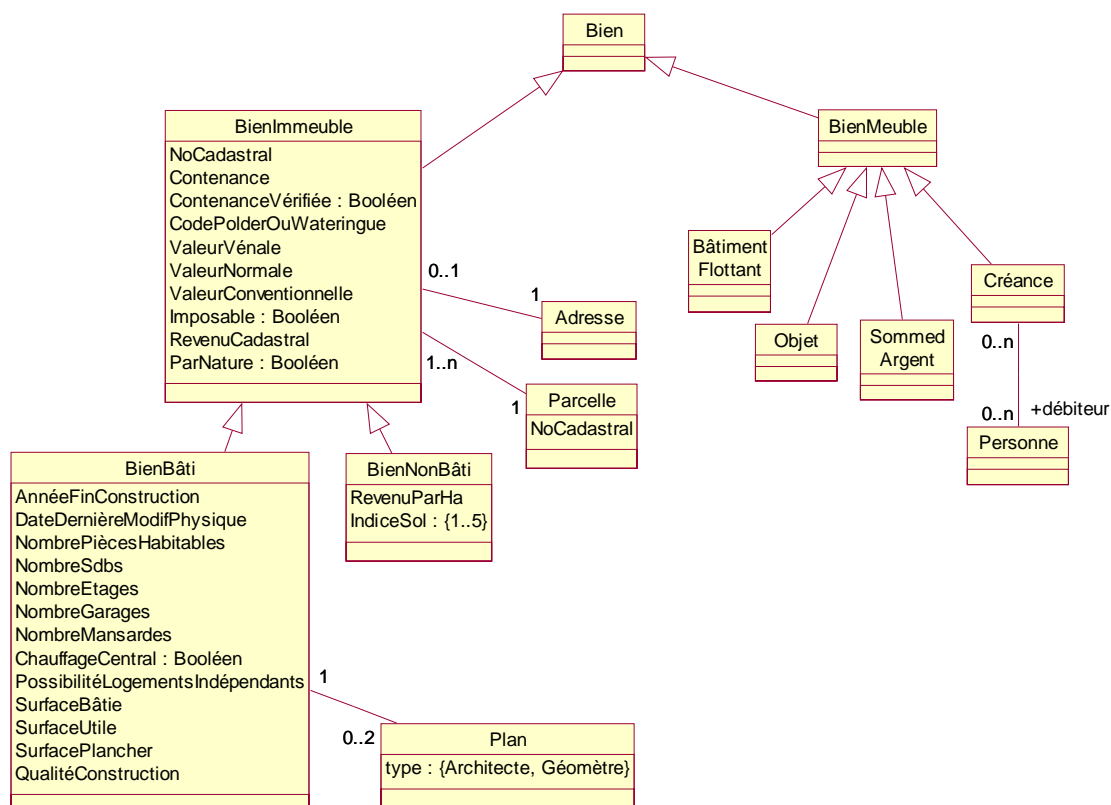 Bien
BienImmeuble
NoCadastral
Contenance
ContenanceVérifiée : Booléen
CodePolderOuWateringue
ValeurVénale
ValeurNormale
ValeurConventionnelle
Imposable : Booléen
RevenuCadastral
ParNature : Booléen
BienMeuble
Bâtiment
Flottant
Objet
Sommed
Argent
Créance
0..n
0..n
+débiteur
Personne
0..1
1
Adresse
1..n
1
Parcelle
NoCadastral
BienBâti
AnnéeFinConstruction
DateDernièreModifPhysique
NombrePiècesHabitables
NombreSdbs
NombreEtages
NombreGarages
NombreMansardes
ChauffageCentral : Booléen
PossibilitéLogementsIndépendants
SurfaceBâtie
SurfaceUtile
SurfacePlancher
QualitéConstruction
BienNonBâti
RevenuParHa
IndiceSol : {1..5}
1
0..2
Plan
type : {Architecte, Géomètre}